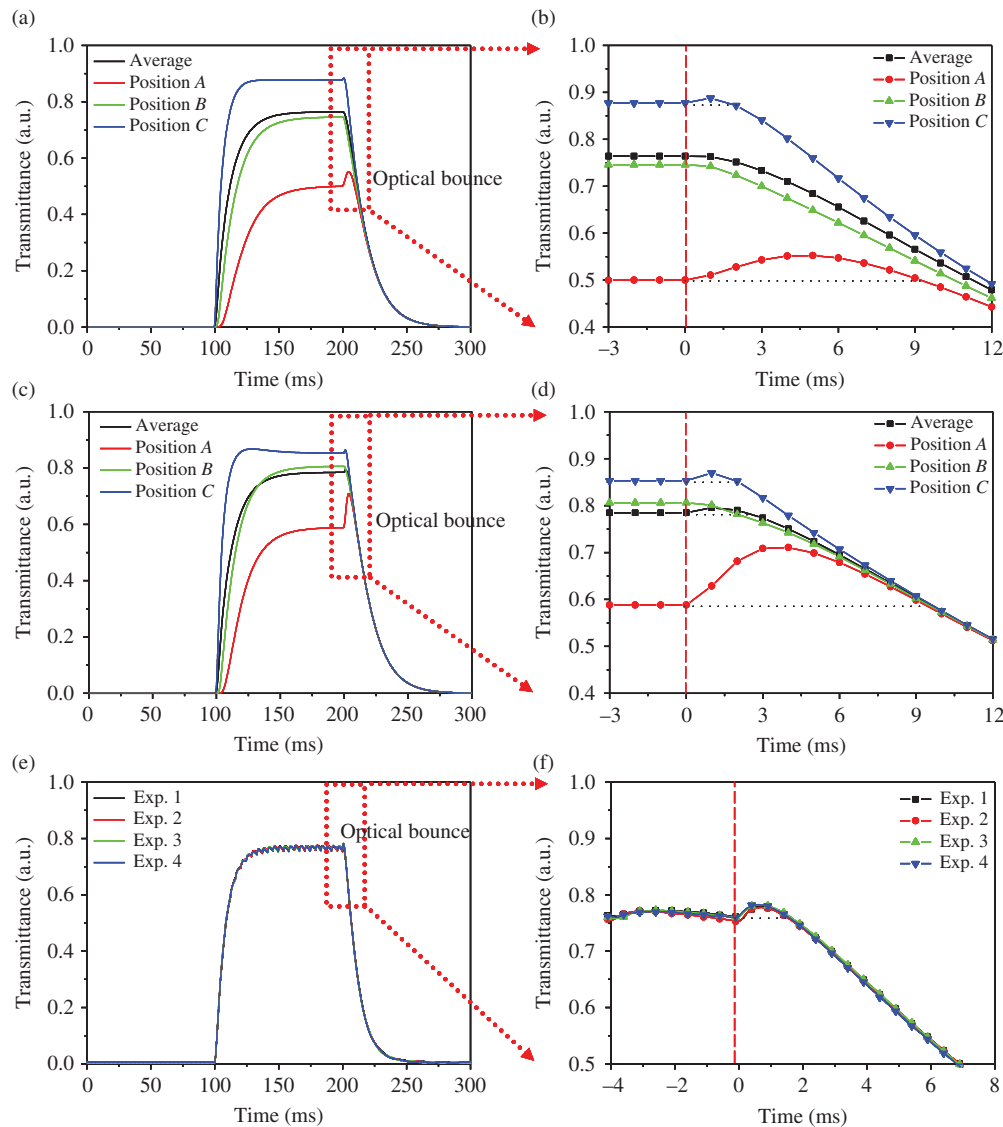 (a)
1.0
0.8
0.6
0.4
0.2
0.0
Transmittance (a.u.)
Average
Position A
Position B
Position C
Optical bounce
0
50
100
150
200
250
300
Time (ms)
(b)
1.0
0.9
0.8
0.7
0.6
0.5
0.4
Transmittance (a.u.)
Average
Position A
Position B
Position C
−3
0
3
6
9
12
Time (ms)
(c)
1.0
0.8
0.6
0.4
0.2
0.0
Transmittance (a.u.)
Average
Position A
Position B
Position C
Optical bounce
0
50
100
150
200
250
300
Time (ms)
(d)
1.0
0.9
0.8
0.7
0.6
0.5
0.4
Transmittance (a.u.)
Average
Position A
Position B
Position C
−3
0
3
6
9
12
Time (ms)
(e)
1.0
0.8
0.6
0.4
0.2
0.0
Transmittance (a.u.)
Exp. 1
Exp. 2
Exp. 3
Exp. 4
Optical bounce
0
50
100
150
200
250
300
Time (ms)
(f)
1.0
0.9
0.8
0.7
0.6
0.5
Transmittance (a.u.)
Exp. 1
Exp. 2
Exp. 3
Exp. 4
−4
−2
0
2
4
6
8
Time (ms)